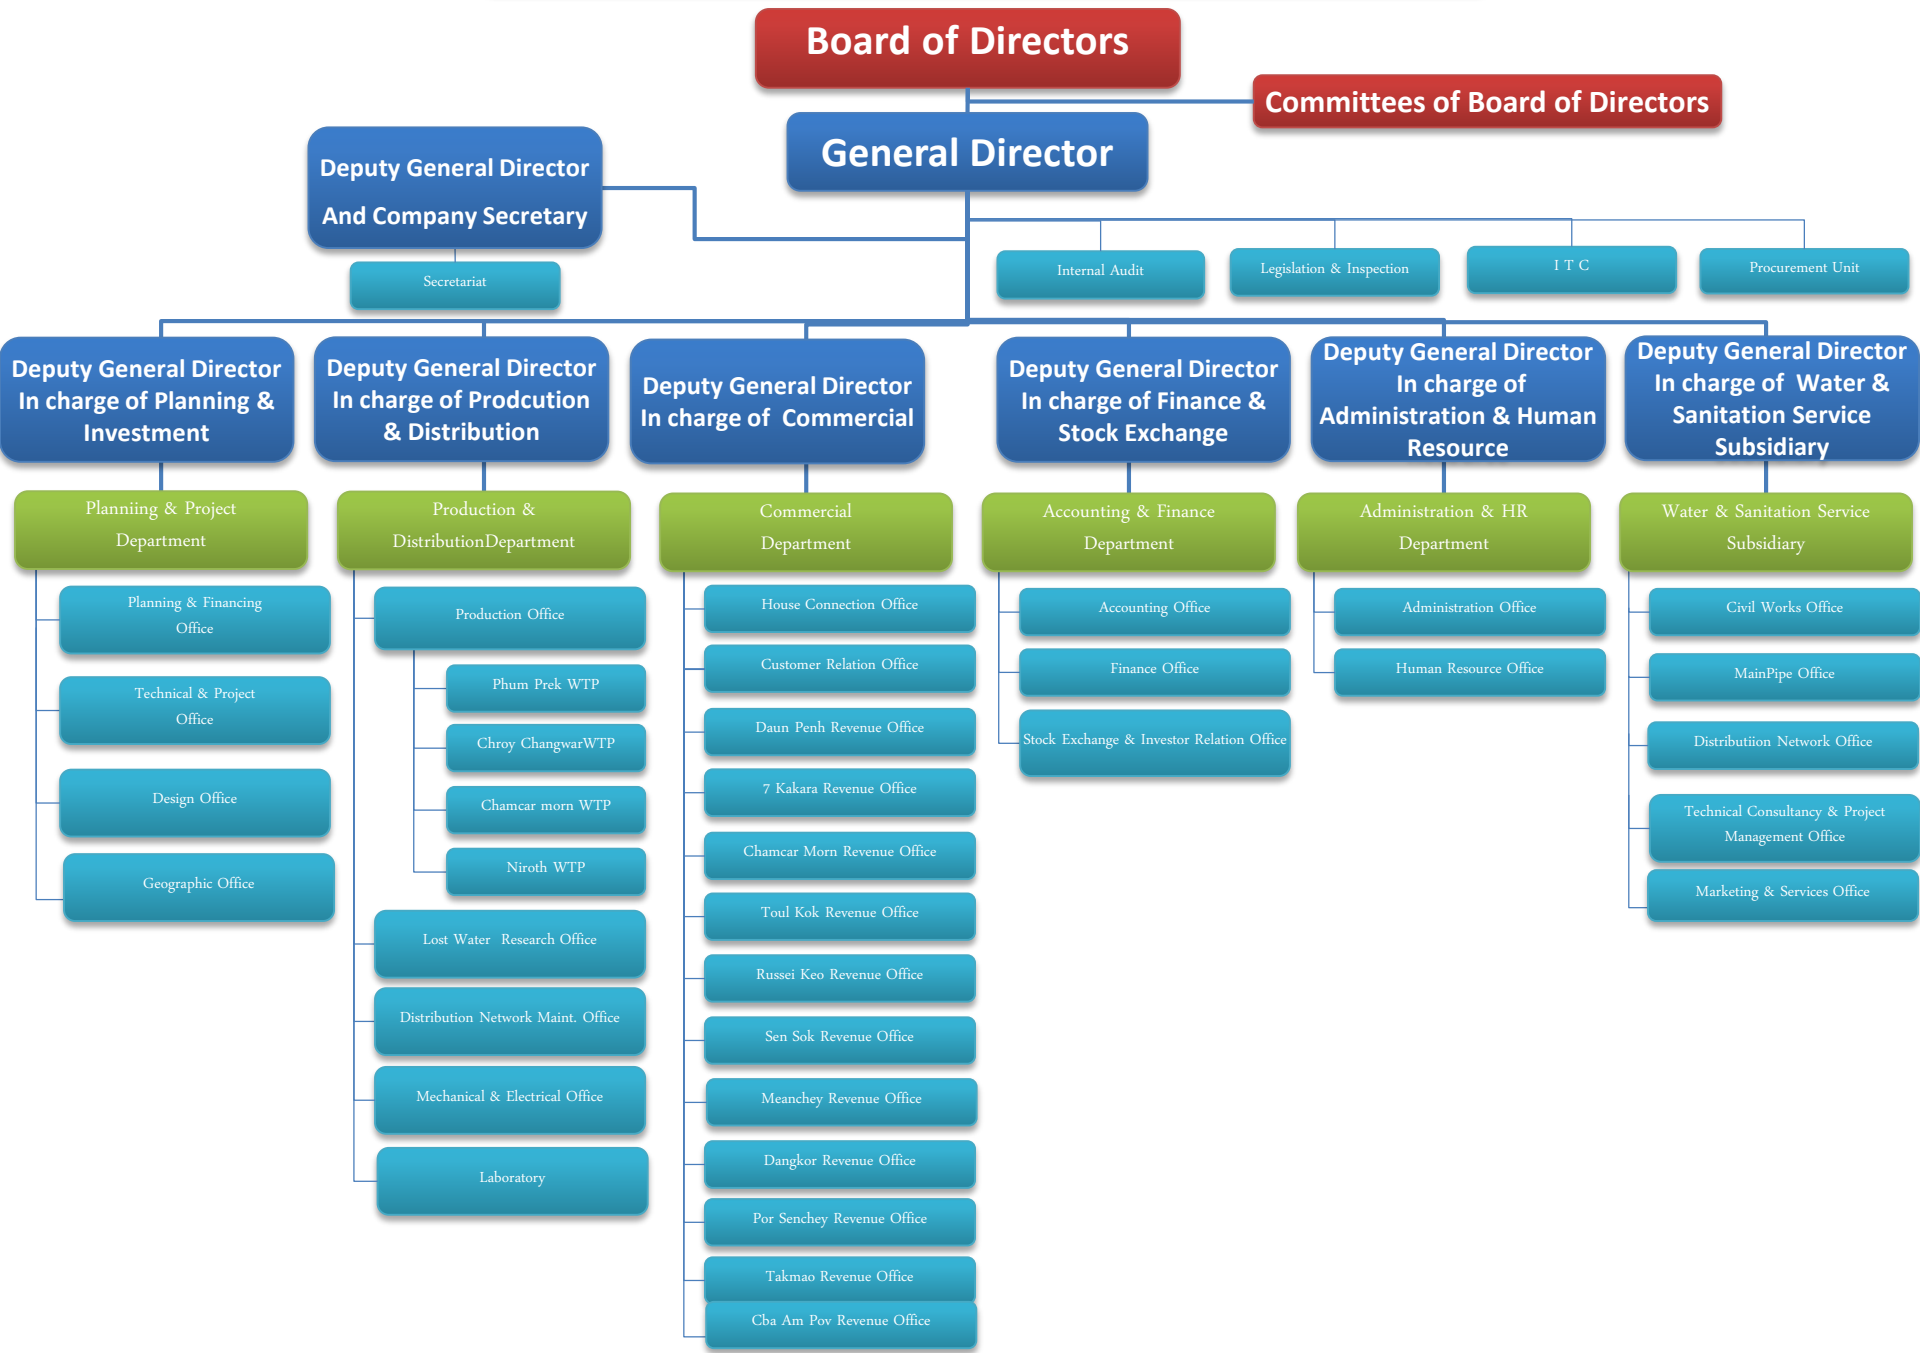 Board of Directors
Committees of Board of Directors
General Director
Deputy General Director
And Company Secretary
Secretariat
Internal Audit
Legislation & Inspection
I T C
Procurement Unit
Deputy General Director
In charge of Planning &
Investment
Deputy General Director
In charge of Prodcution
& Distribution
Deputy General Director
In charge of  Commercial
Deputy General Director
In charge of Finance &
Stock Exchange
Deputy General Director
In charge of
Administration & Human
Resource
Deputy General Director
In charge of  Water &
Sanitation Service
Subsidiary
Planniing & Project
Department
Planning & Financing
Office
Technical & Project
Office
Design Office
Geographic Office
Production &
DistributionDepartment
Production Office
Phum Prek WTP
Chroy ChangwarWTP
Chamcar morn WTP
Niroth WTP
Lost Water  Research Office
Distribution Network Maint. Office
Mechanical & Electrical Office
Laboratory
Commercial
Department
House Connection Office
Customer Relation Office
Daun Penh Revenue Office
7 Kakara Revenue Office
Chamcar Morn Revenue Office
Toul Kok Revenue Office
Russei Keo Revenue Office
Sen Sok Revenue Office
Meanchey Revenue Office
Dangkor Revenue Office
Por Senchey Revenue Office
Takmao Revenue Office
Cba Am Pov Revenue Office
Accounting & Finance
Department
Accounting Office
Finance Office
Stock Exchange & Investor Relation Office
Administration & HR
Department
Administration Office
Human Resource Office
Water & Sanitation Service
Subsidiary
Civil Works Office
MainPipe Office
Distributiion Network Office
Technical Consultancy & Project
Management Office
Marketing & Services Office